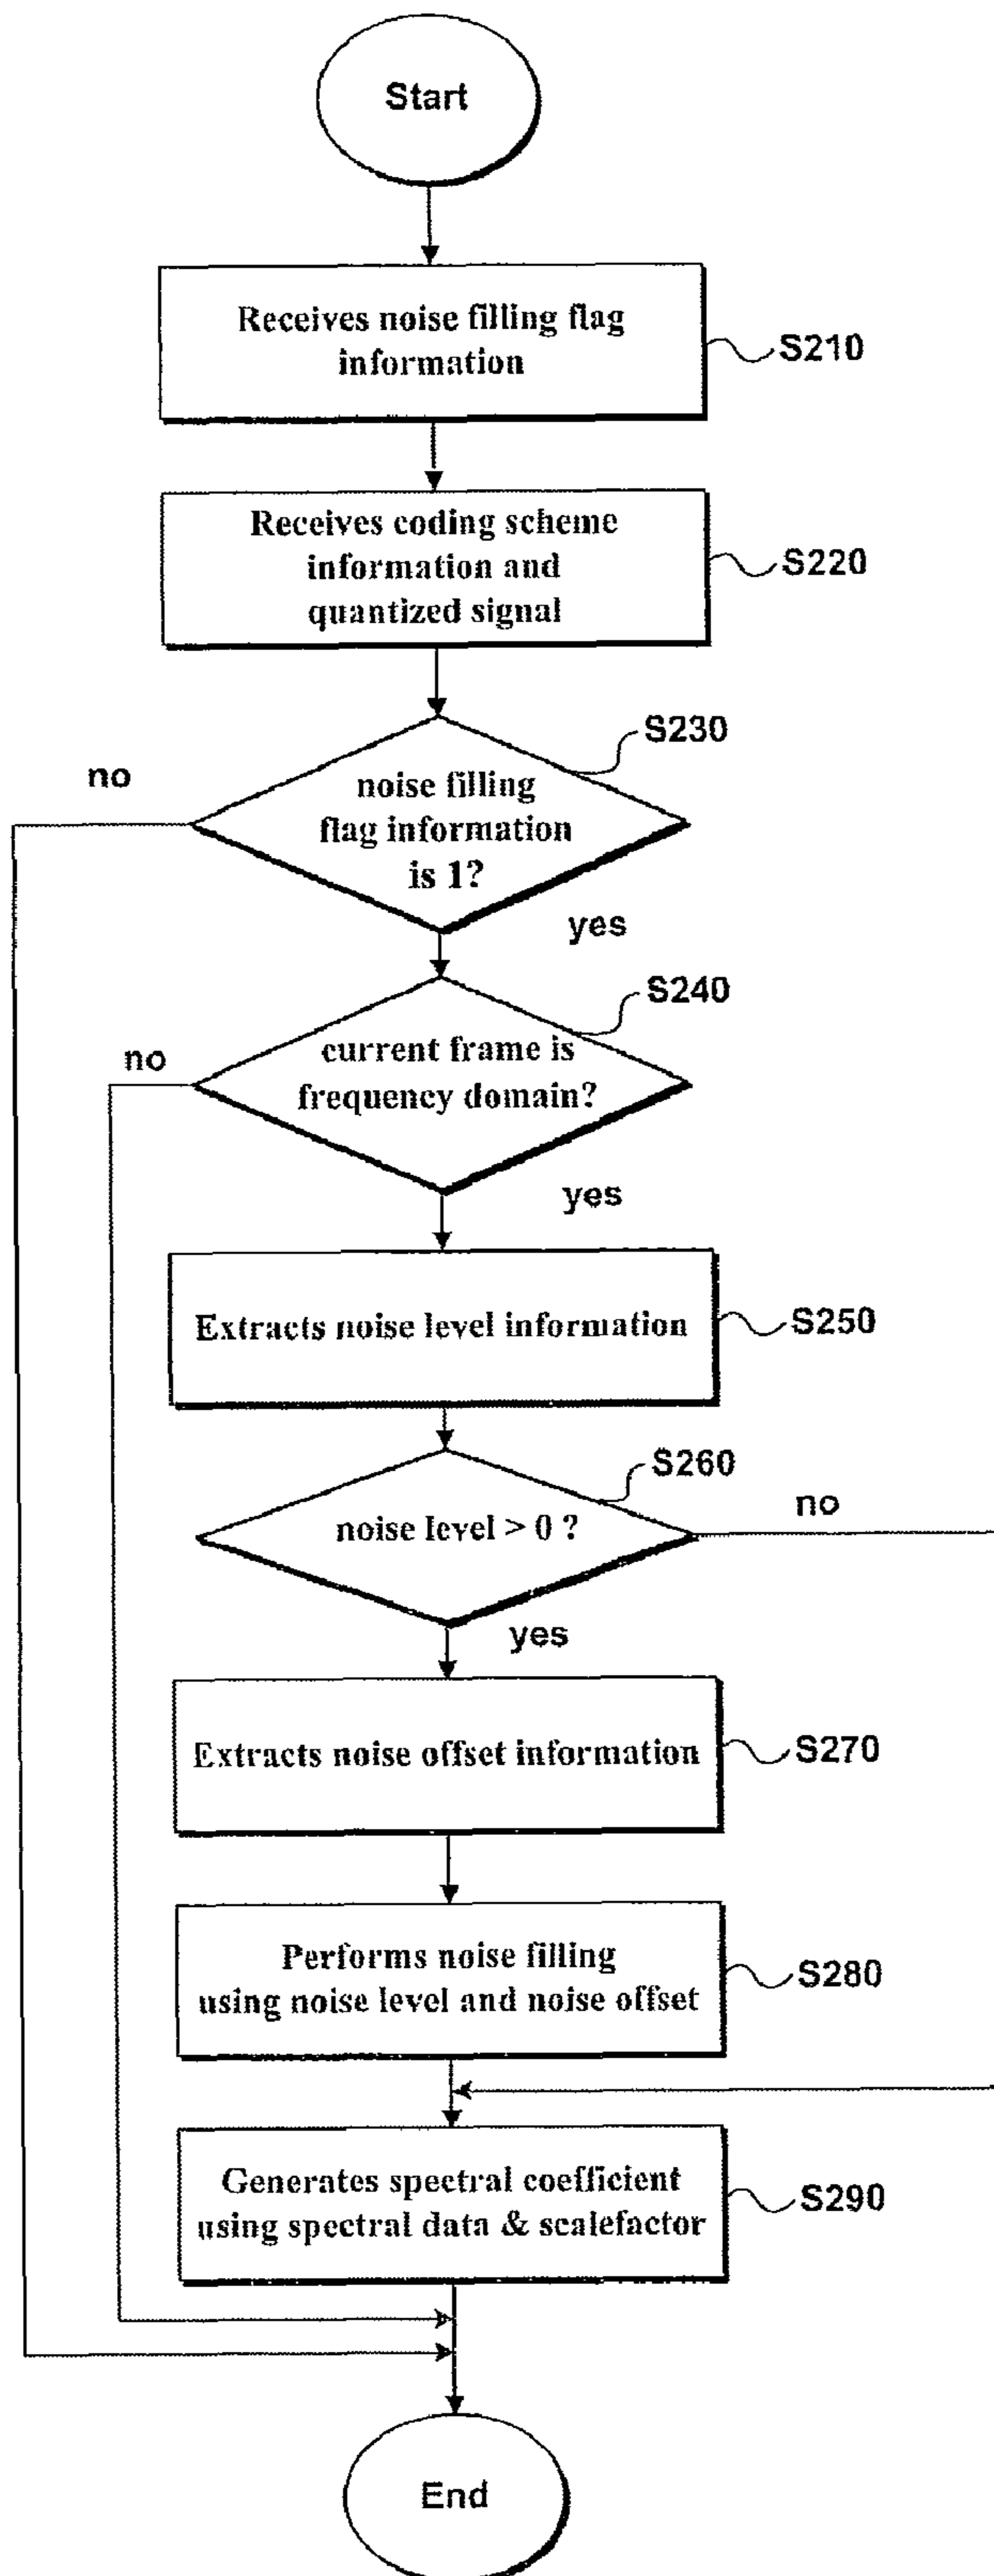 Start
Receives noise filling flag
information
S210
Receives coding scheme
information and
quantized signal
S220
S230
no
noise filling
flag information
is 1?
yes
S240
no
current frame is
frequency domain?
yes
Extracts noise level information
S250
S260
no
noise level > 0 ?
yes
Extracts noise offset information
S270
Performs noise filling
using noise level and noise offset
S280
Generates spectral coefficient
using spectral data & scalefactor
S290
End